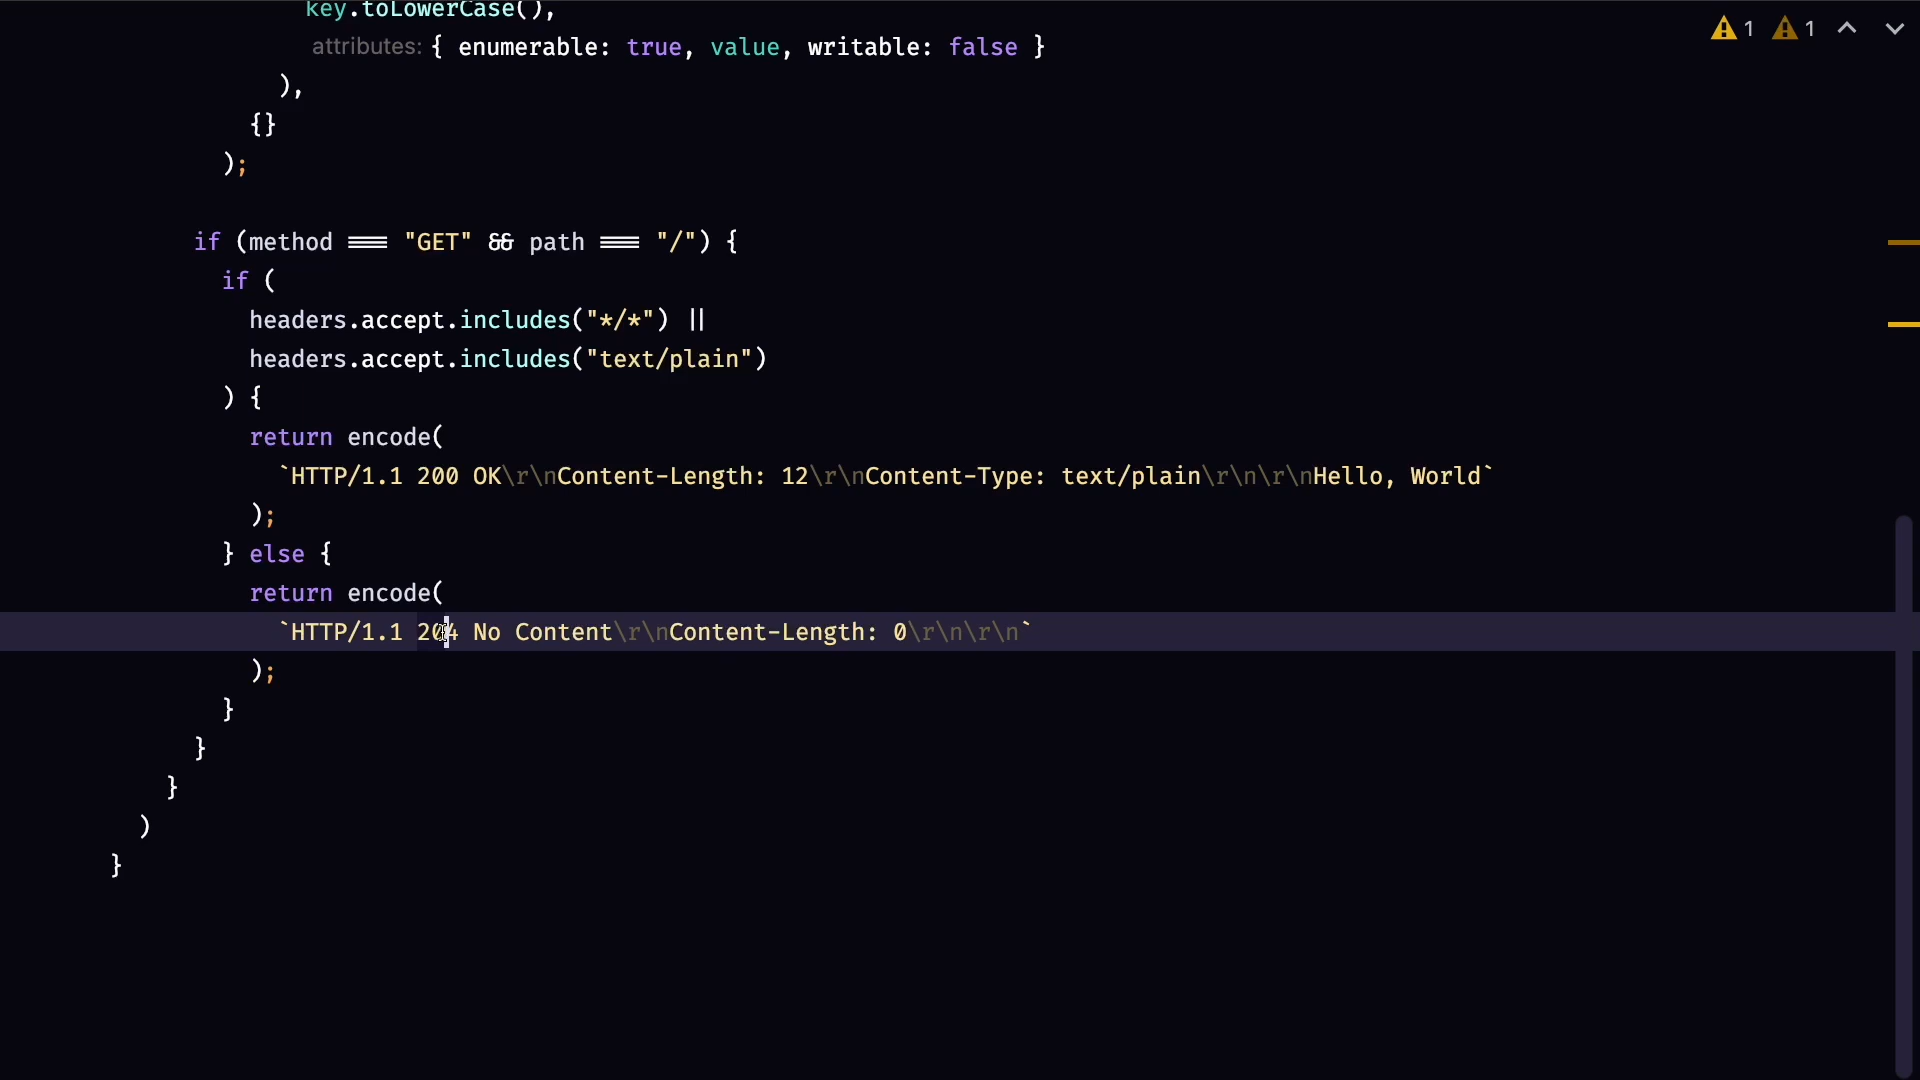 key.toLowerCase(),
attributes: { enumerable: true, value, writable: false }
),
{}
);
if (method === "GET" && path === "/") {
if (
headers.accept.includes("*/*") ||
headers.accept.includes("text/plain")
) {
return encode(
`HTTP/1.1 200 OK\r\nContent-Length: 12\r\nContent-Type: text/plain\r\n\r\nHello, World`
);
} else {
return encode(
`HTTP/1.1 204 No Content\r\nContent-Length: 0\r\n\r\n`
);
}
}
}
)
}
1 1